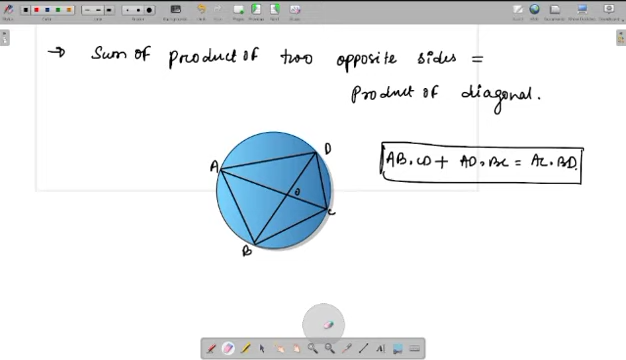 → Sum of product of two opposite sides =
product of diagonal.
A
D
AB.CD + AD.BC = AC.BD.
O
C
B